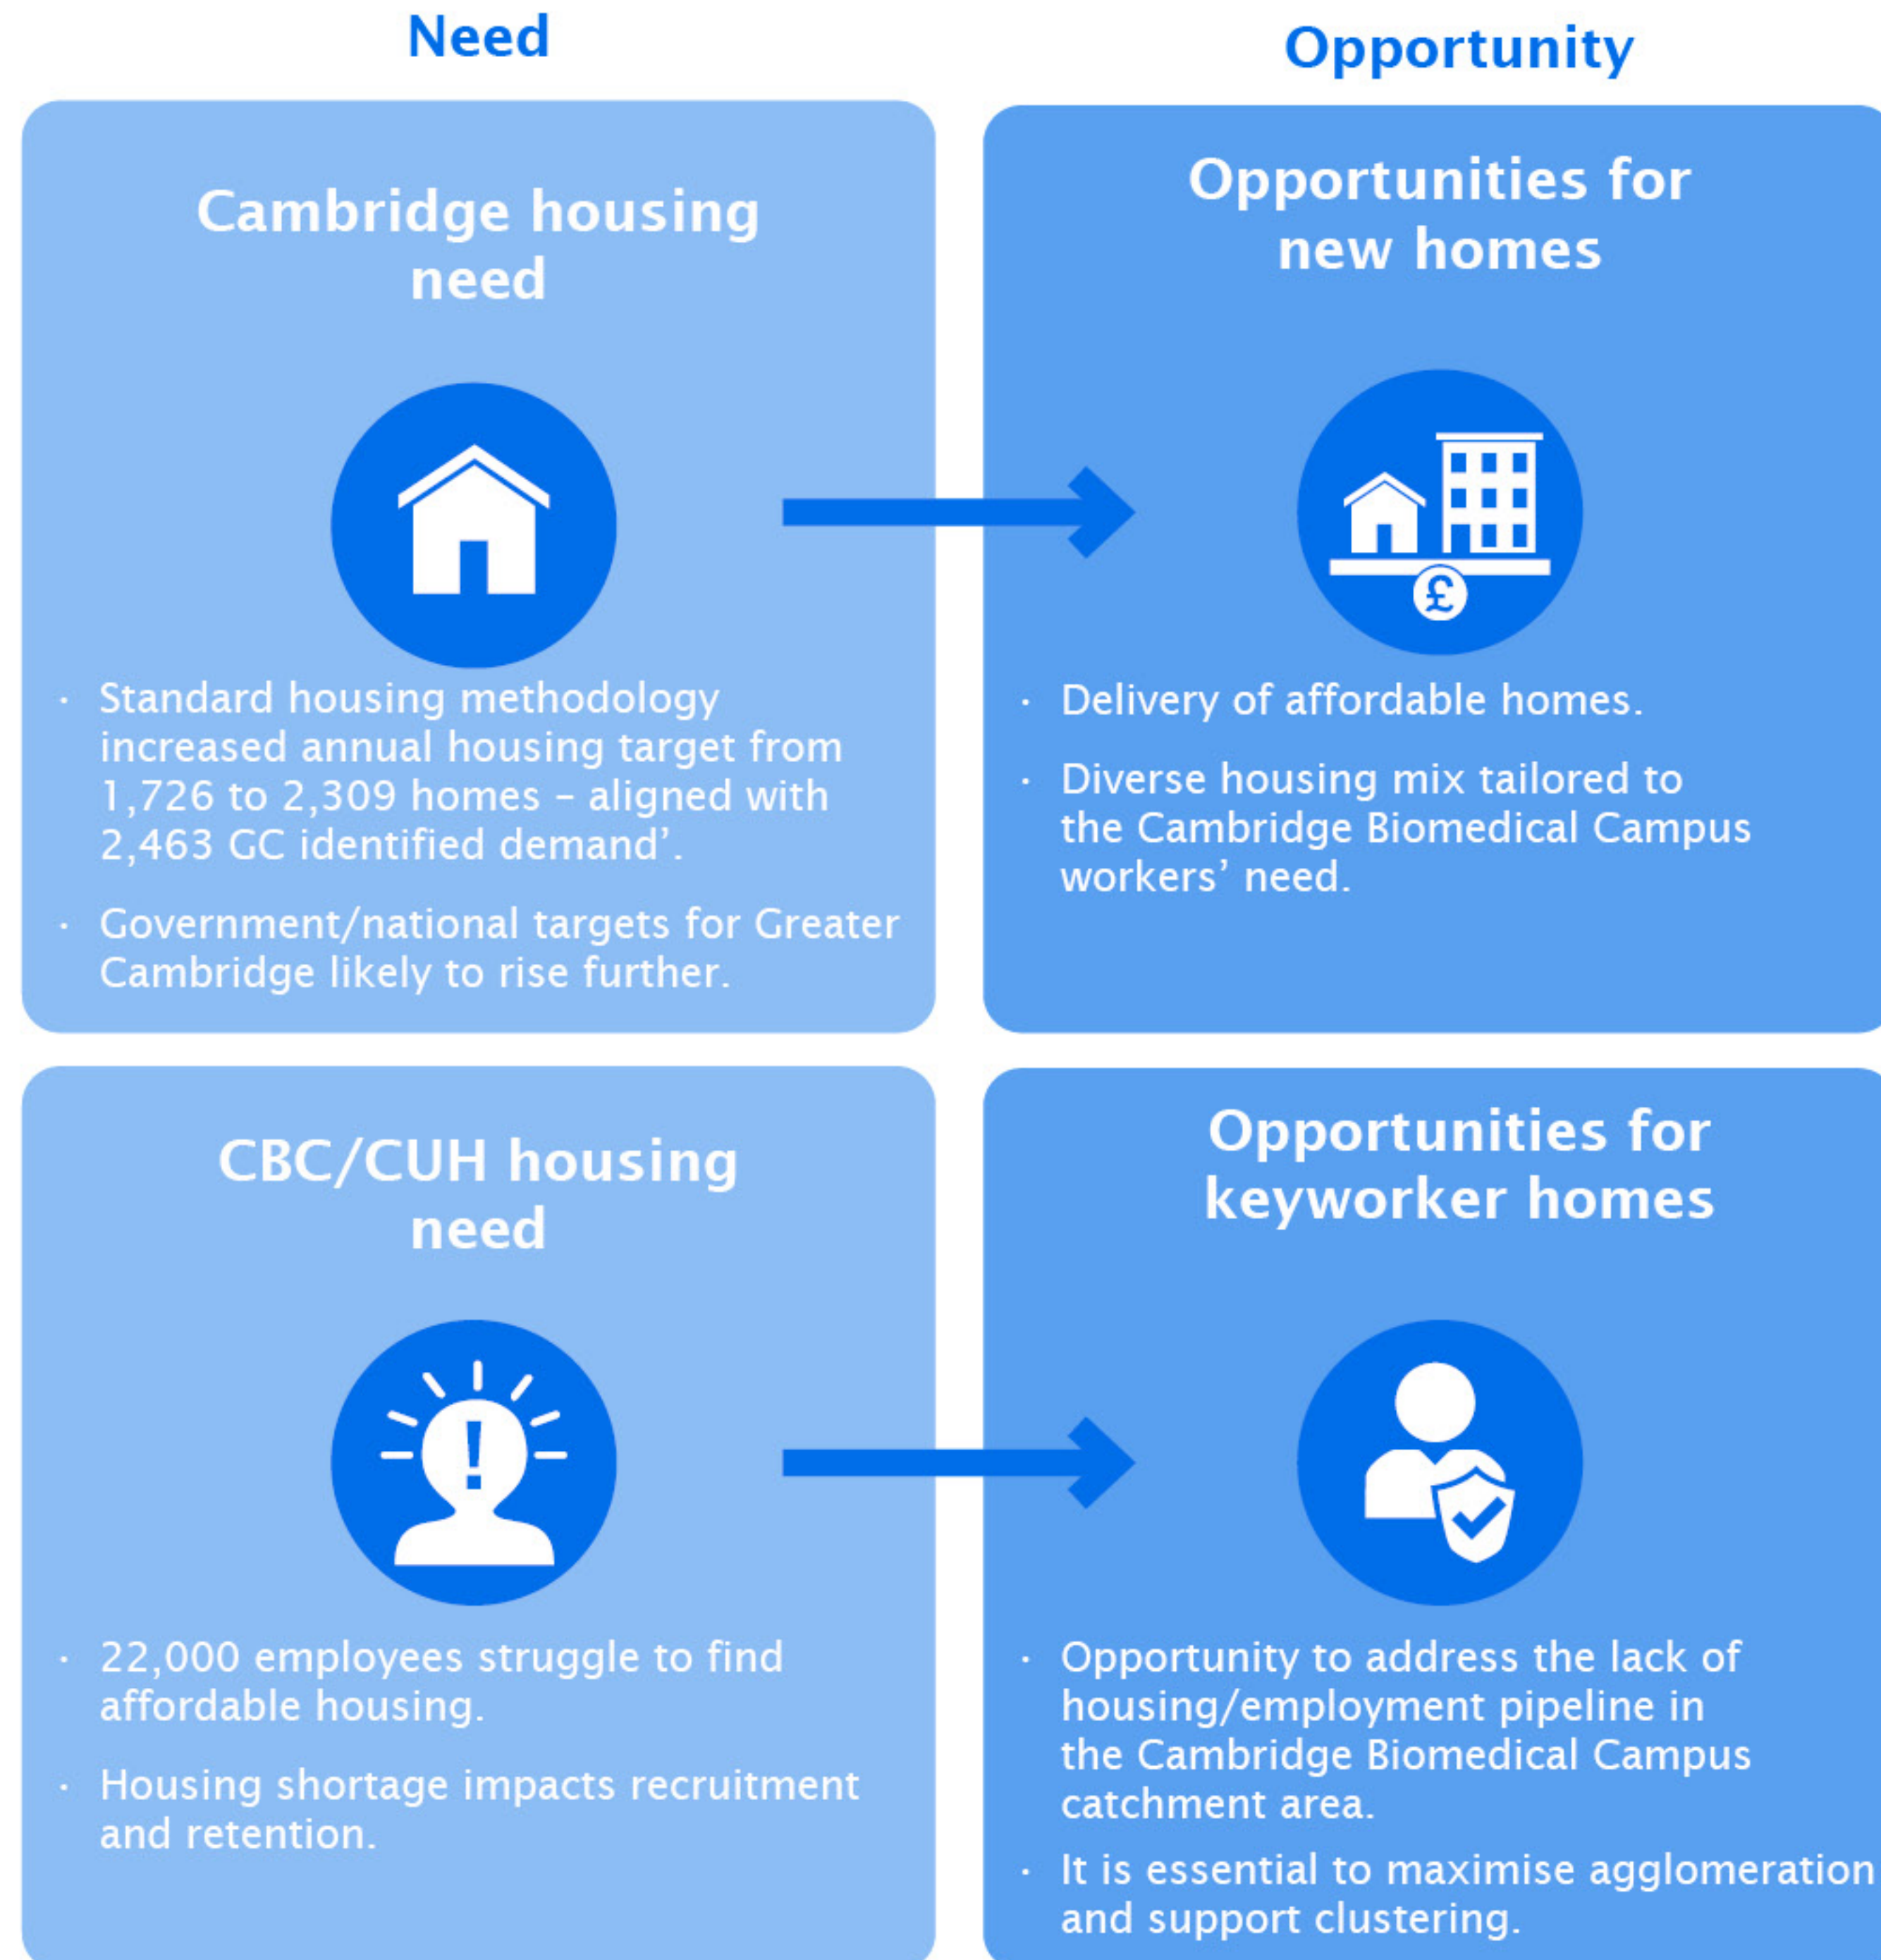 Need
Opportunity
Cambridge housing
need
· Standard housing methodology
increased annual housing target from
1,726 to 2,309 homes – aligned with
2,463 GC identified demand’.
· Government/national targets for Greater
Cambridge likely to rise further.
Opportunities for
new homes
£
· Delivery of affordable homes.
· Diverse housing mix tailored to
the Cambridge Biomedical Campus
workers’ need.
CBC/CUH housing
need
!
· 22,000 employees struggle to find
affordable housing.
· Housing shortage impacts recruitment
and retention.
Opportunities for
keyworker homes
· Opportunity to address the lack of
housing/employment pipeline in
the Cambridge Biomedical Campus
catchment area.
· It is essential to maximise agglomeration
and support clustering.